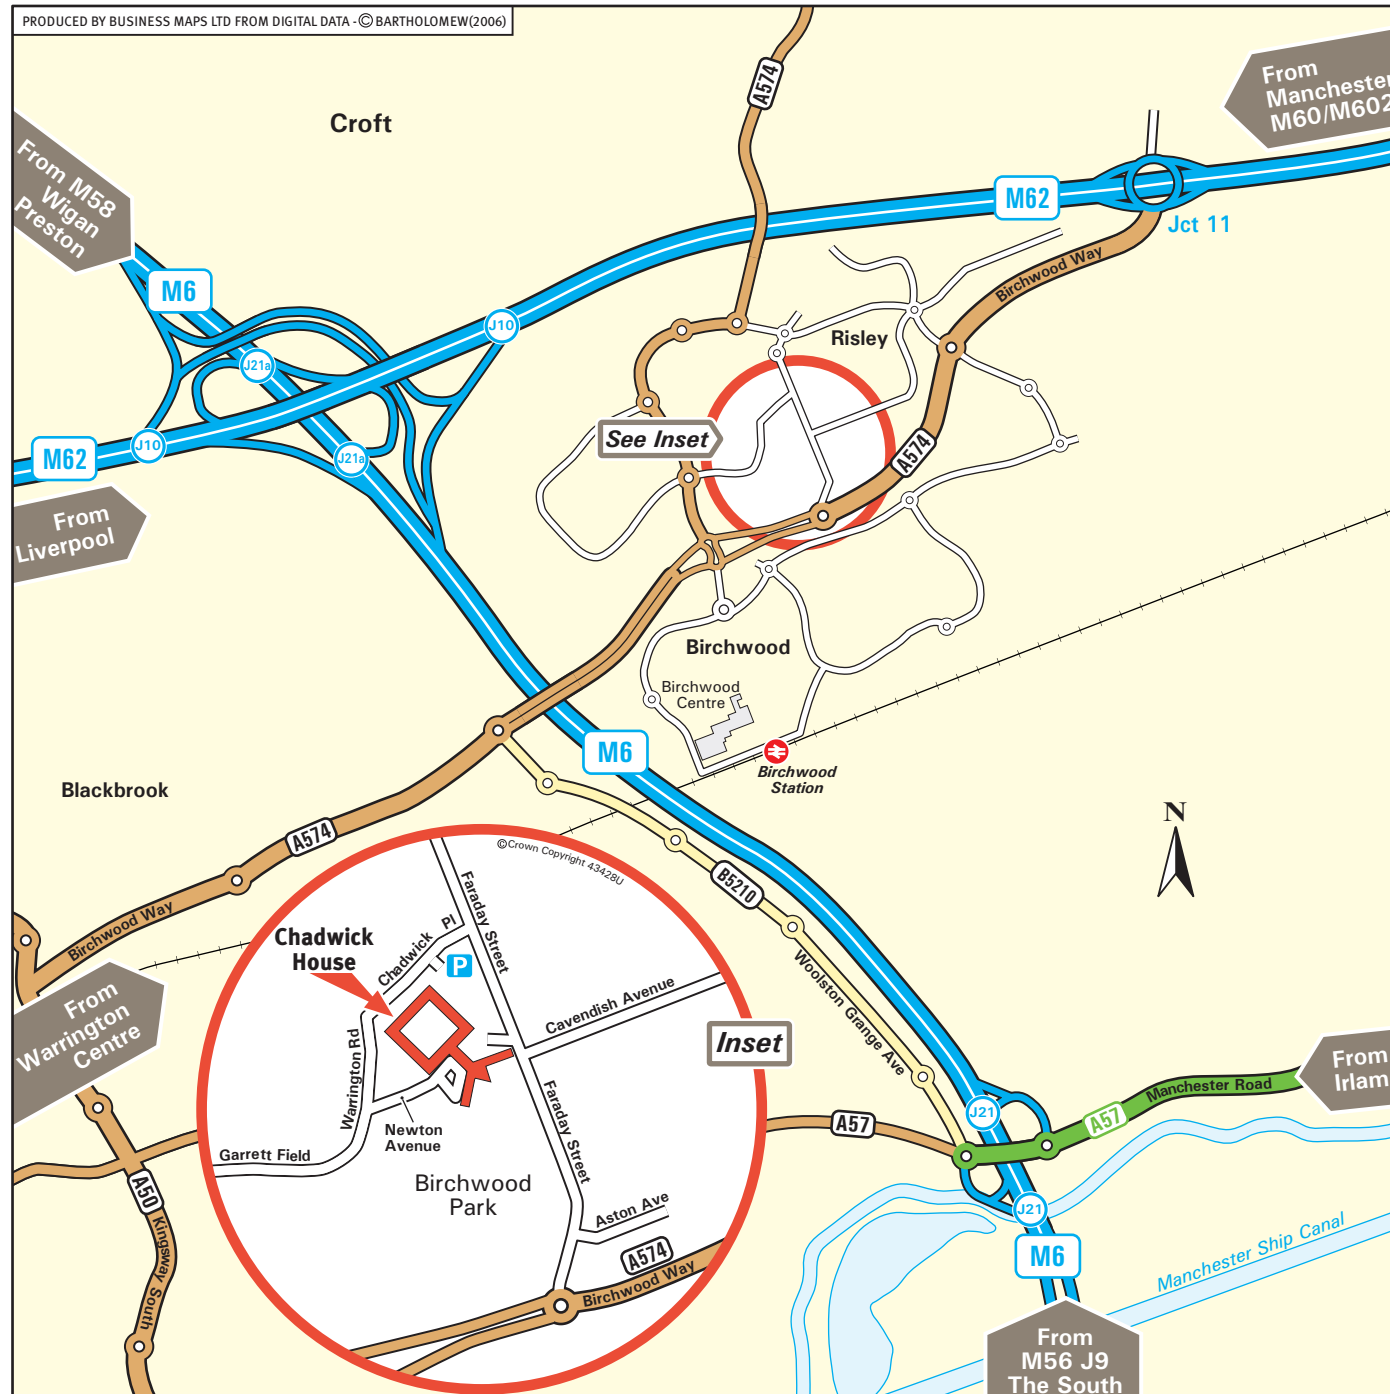 PRODUCED BY BUSINESS MAPS LTD FROM DIGITAL DATA - © BARTHOLOMEW(2006)
A574
From
Manchester
M60/M602
Croft
From M58
Wigan
Preston
M62
Jct 11
Birchwood Way
M6
J10
Risley
J21a
See Inset
A574
M62
J10
J21a
From
Liverpool
Birchwood
Birchwood
Centre
M6
Birchwood
Station
Blackbrook
N
A574
©Crown Copyright 43428U
B5210
Birchwood Way
Faraday Street
Chadwick Pl
Chadwick
House
P
Woolston Grange Ave
Cavendish Avenue
From
Warrington
Centre
Inset
Warrington Rd
From
Irlam
Manchester Road
J21
A57
A57
Newton
Avenue
Faraday Street
Garrett Field
Birchwood
Park
A50
Kingsway South
Aston Ave
J21
A574
M6
Manchester Ship Canal
Birchwood Way
From
M56 J9
The South